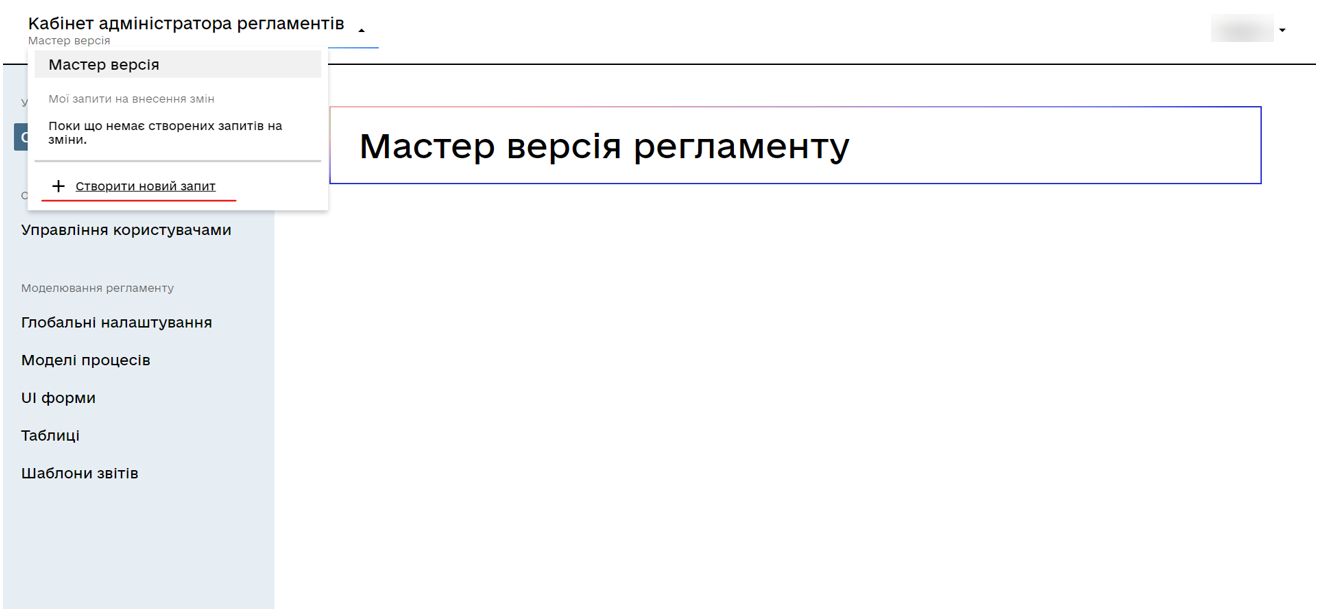 Кабінет адміністратора регламентів
Мастер версія
Мастер версія
Мої запити на внесення змін
Поки що немає створених запитів на
зміни.
Створити новий запит
Мастер версія регламенту
Управління користувачами
Моделювання регламенту
Глобальні налаштування
Моделі процесів
UI форми
Таблиці
Шаблони звітів